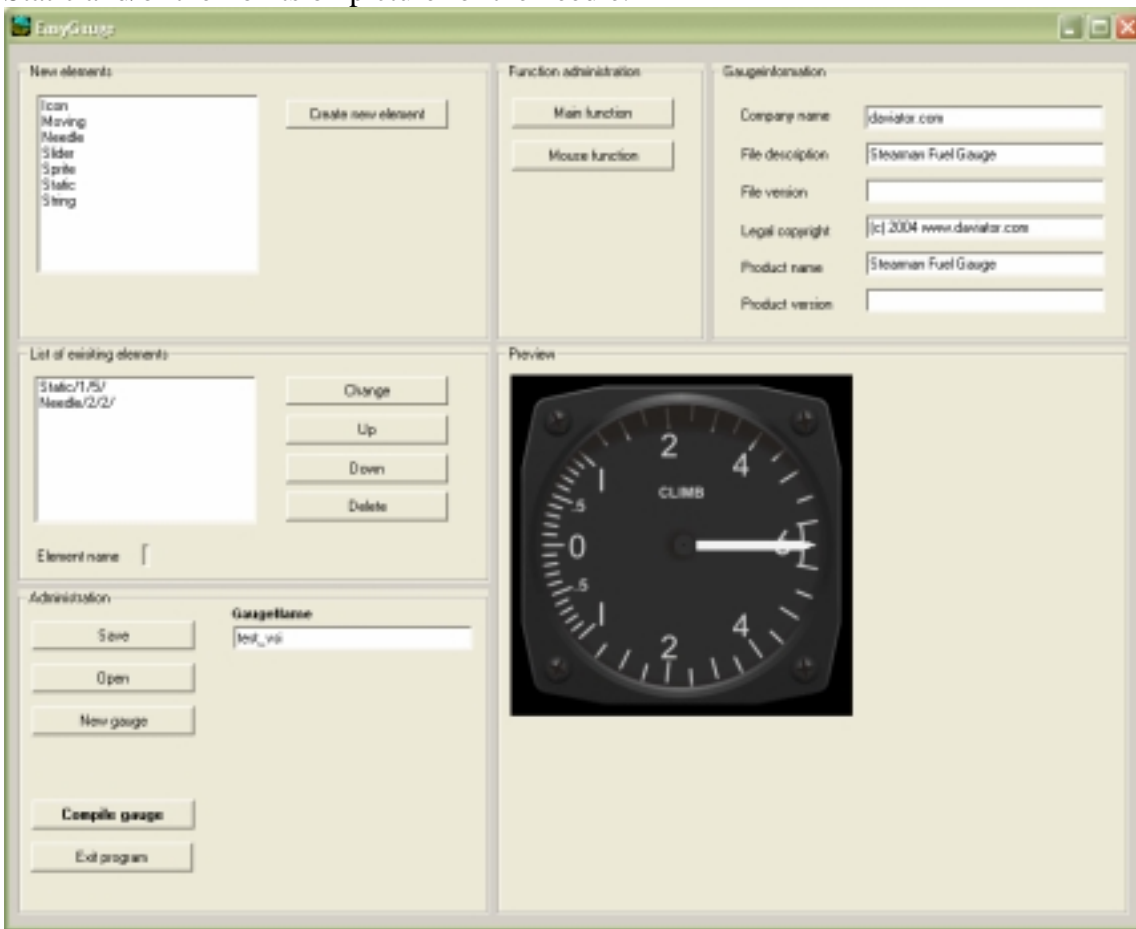 EasyGauge
New elements
Icon
Moving
Needle
Slider
Sprite
Static
String
Create new element
Function administration
Main function
Mouse function
Gaugeinformation
Company name
daviator.com
File description
Stearman Fuel Gauge
File version
Legal copyright
(c) 2004 www.daviator.com
Product name
Stearman Fuel Gauge
Product version
List of existing elements
Static/1/5/
Needle/2/2/
Change
Up
Down
Delete
Element name
Preview
2
4
1
CLIMB
.5
0
6
.5
1
4
2
Administration
Save
Open
New gauge
Compile gauge
Exit program
GaugeName
test_vsi